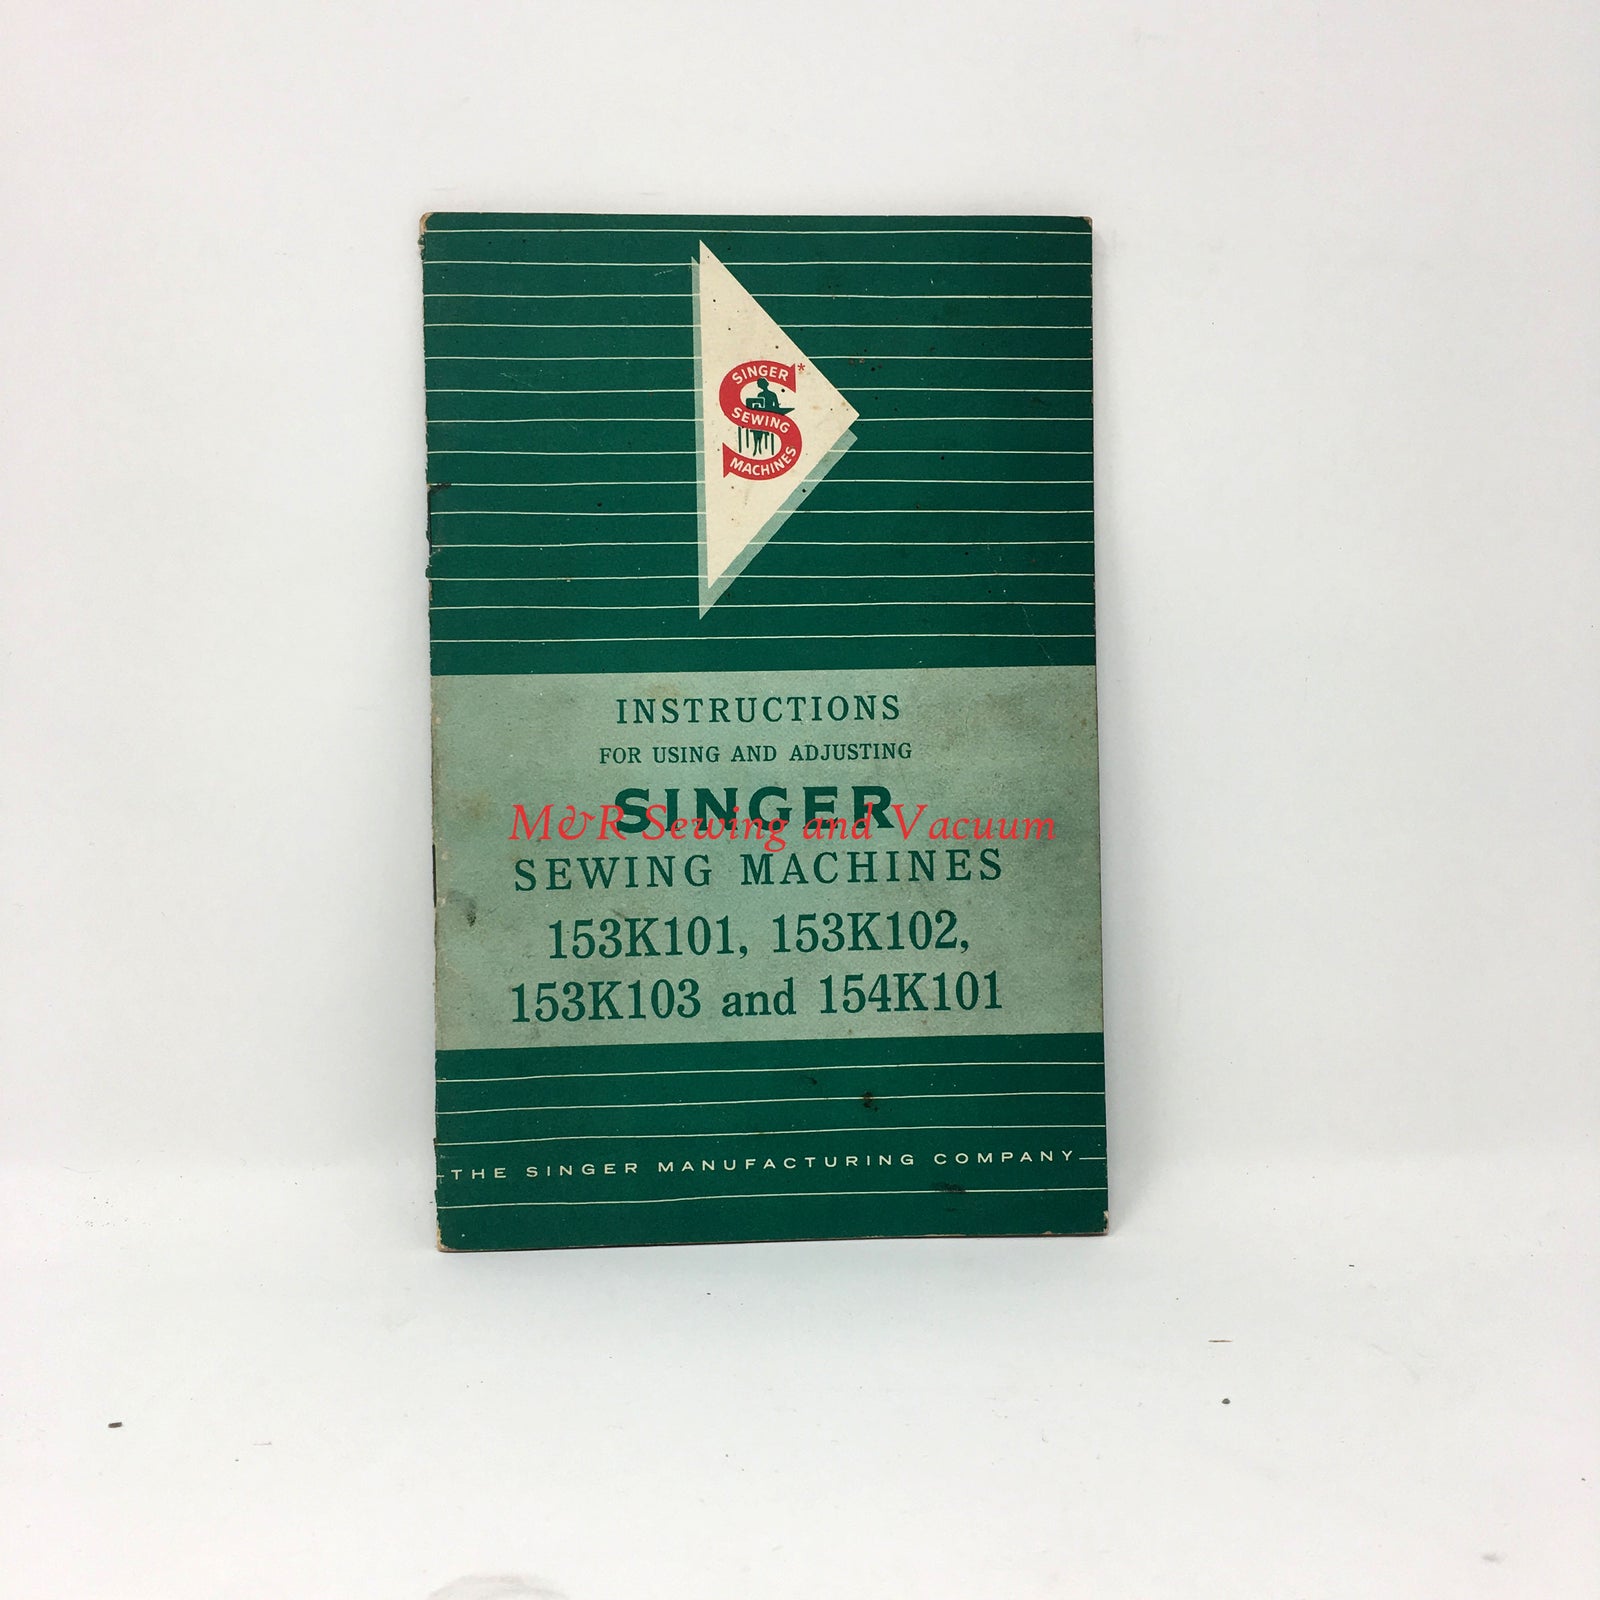 SINGER*
SEWING
MACHINES
INSTRUCTIONS
FOR USING AND ADJUSTING
SINGER
M&R Sewing and Vacuum
SEWING MACHINES
153K101, 153K102,
153K103 and 154K101
THE SINGER MANUFACTURING COMPANY